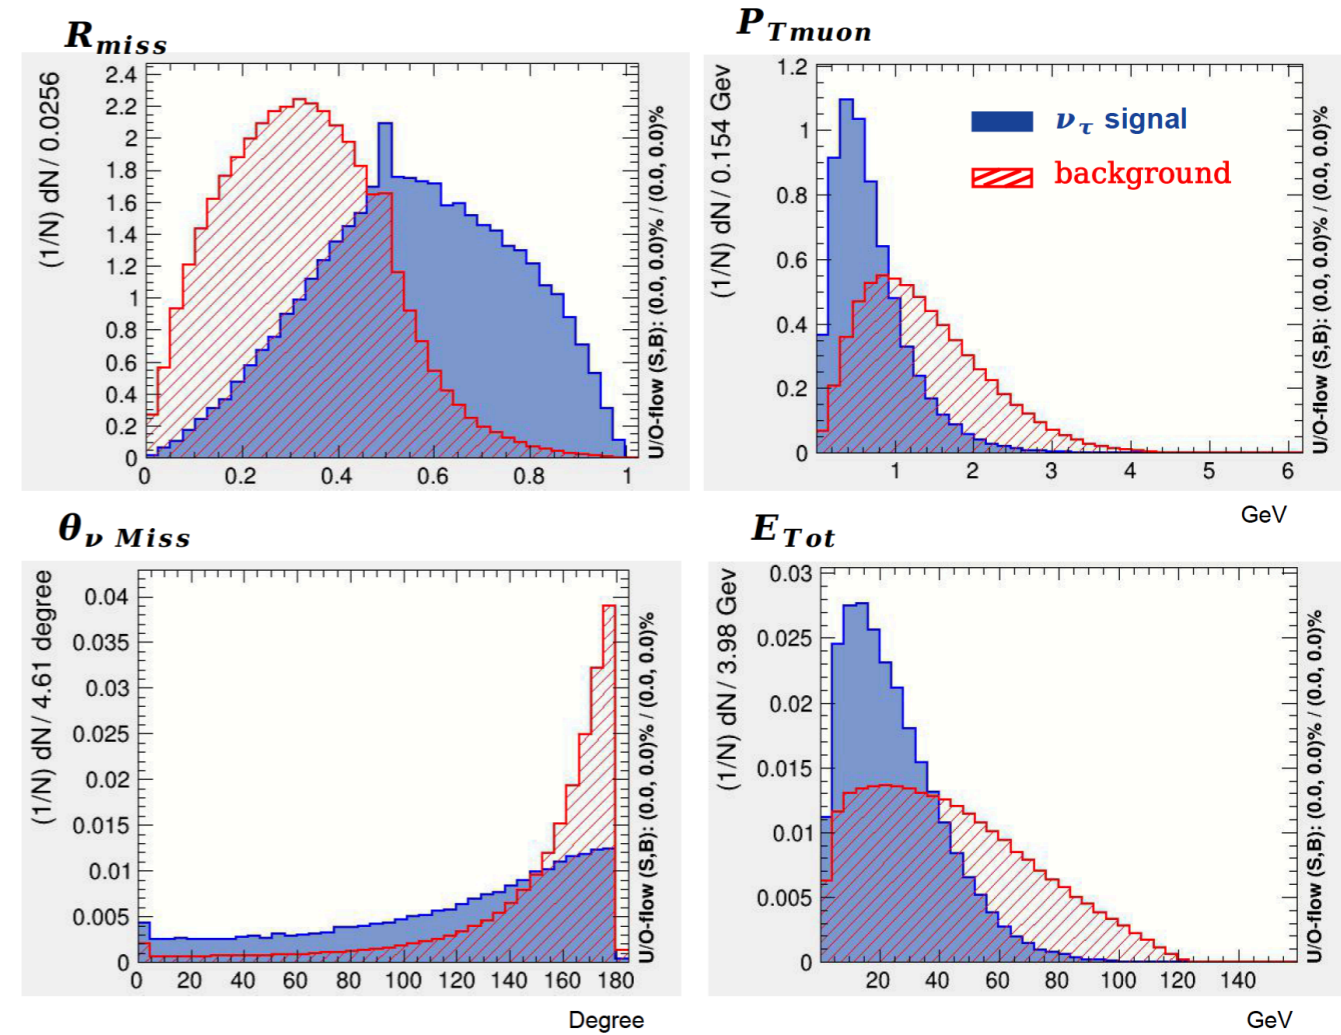 R_miss
(1/N) dN / 0.0256
2.4
2.2
2
1.8
1.6
1.4
1.2
1
0.8
0.6
0.4
0.2
0
0 0.2 0.4 0.6 0.8 1
U/O-flow (S,B): (0.0, 0.0)% / (0.0, 0.0)%
P_Tmuon
(1/N) dN / 0.154 Gev
1.2
1
0.8
0.6
0.4
0.2
0
1 2 3 4 5 6
GeV
ν_τ signal
background
U/O-flow (S,B): (0.0, 0.0)% / (0.0, 0.0)%
θ_ν Miss
(1/N) dN / 4.61 degree
0.04
0.035
0.03
0.025
0.02
0.015
0.01
0.005
0
0 20 40 60 80 100 120 140 160 180
Degree
U/O-flow (S,B): (0.0, 0.0)% / (0.0, 0.0)%
E_Tot
(1/N) dN / 3.98 Gev
0.03
0.025
0.02
0.015
0.01
0.005
0
20 40 60 80 100 120 140
GeV
U/O-flow (S,B): (0.0, 0.0)% / (0.0, 0.0)%